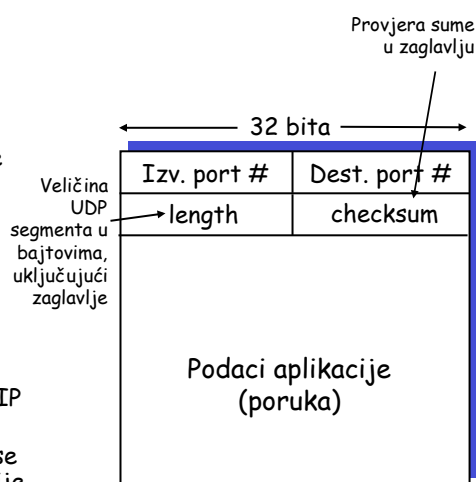 Provjera sume
u zaglavlju
32 bita
Veličina
UDP
segmenta u
bajtovima,
uključujući
zaglavlje
Izv. port #
Dest. port #
length
checksum
Podaci aplikacije
(poruka)
IP